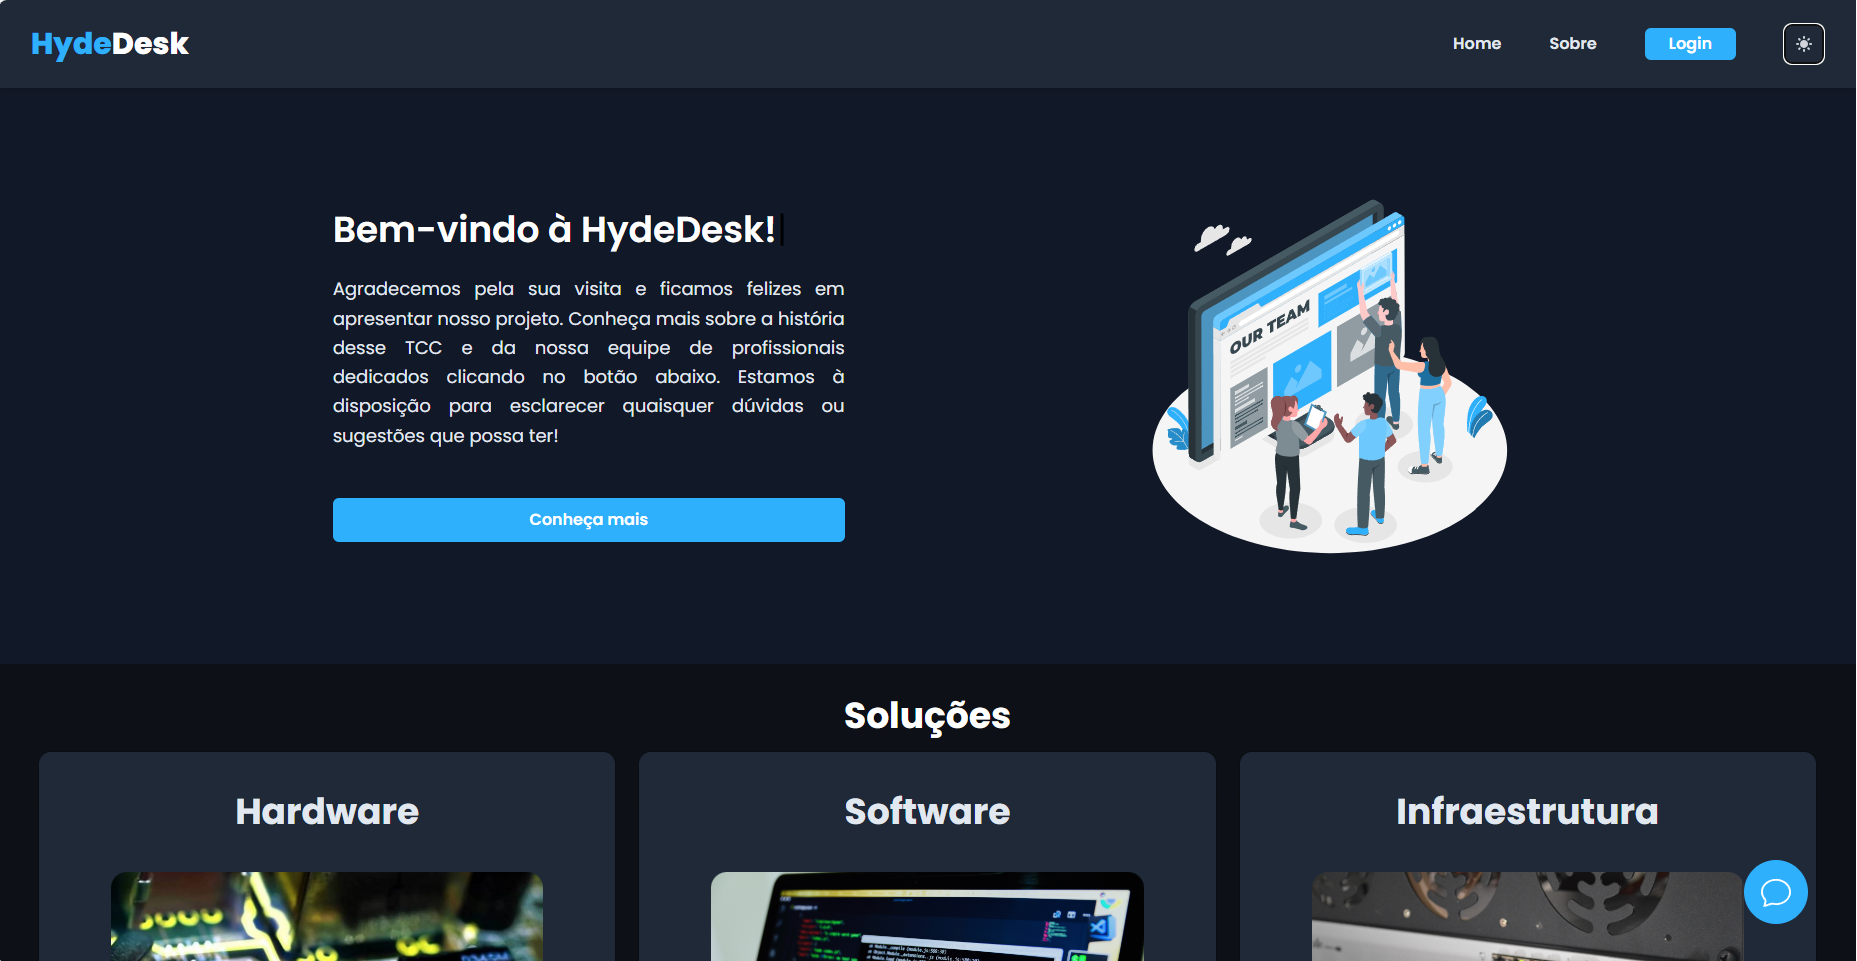 HydeDesk
Home
Sobre
Login
Bem-vindo à HydeDesk!
Agradecemos pela sua visita e ficamos felizes em
apresentar nosso projeto. Conheça mais sobre a história
desse TCC e da nossa equipe de profissionais
dedicados clicando no botão abaixo. Estamos à
disposição para esclarecer quaisquer dúvidas ou
sugestões que possa ter!
Conheça mais
OUR TEAM
Soluções
Hardware
Software
Infraestrutura